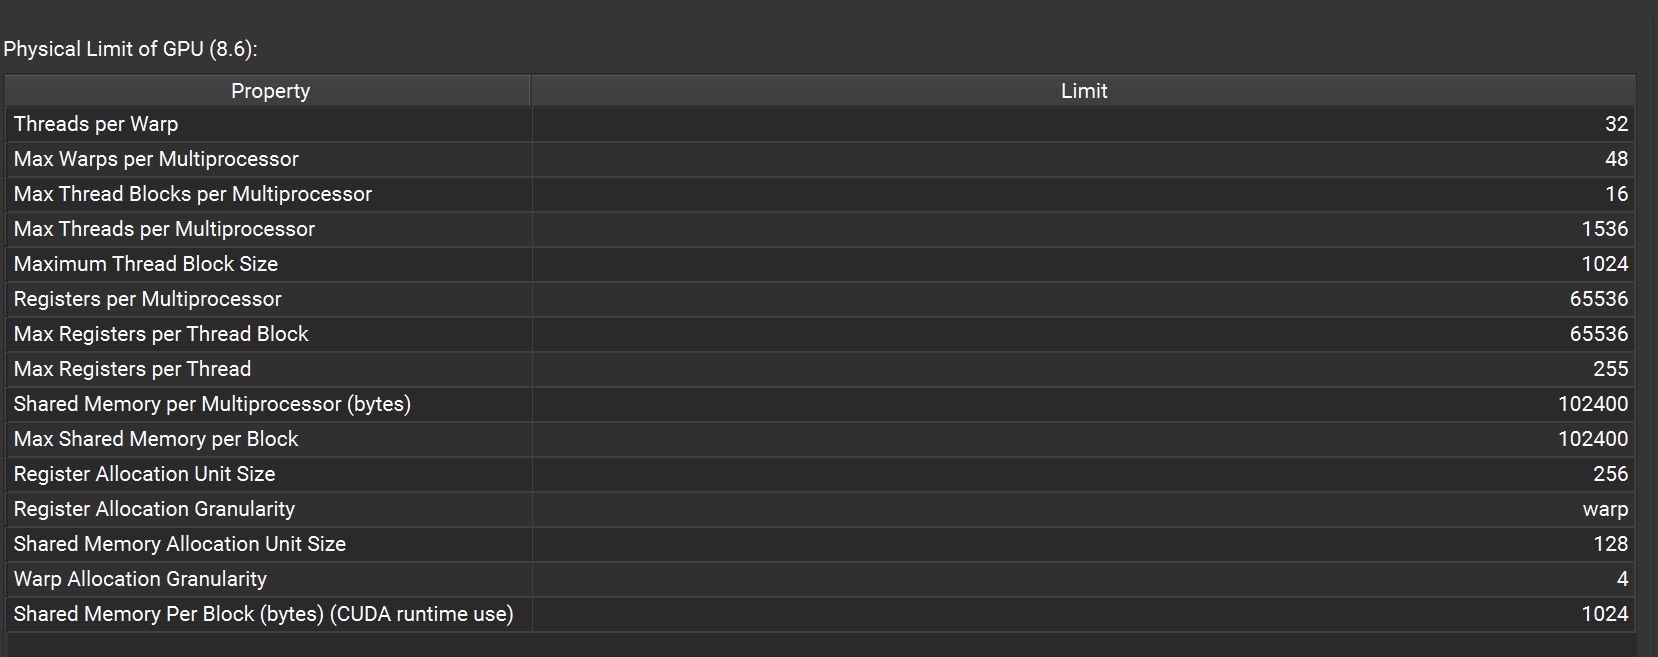 Physical Limit of GPU (8.6):
Property Limit
Threads per Warp 32
Max Warps per Multiprocessor 48
Max Thread Blocks per Multiprocessor 16
Max Threads per Multiprocessor 1536
Maximum Thread Block Size 1024
Registers per Multiprocessor 65536
Max Registers per Thread Block 65536
Max Registers per Thread 255
Shared Memory per Multiprocessor (bytes) 102400
Max Shared Memory per Block 102400
Register Allocation Unit Size 256
Register Allocation Granularity warp
Shared Memory Allocation Unit Size 128
Warp Allocation Granularity 4
Shared Memory Per Block (bytes) (CUDA runtime use) 1024